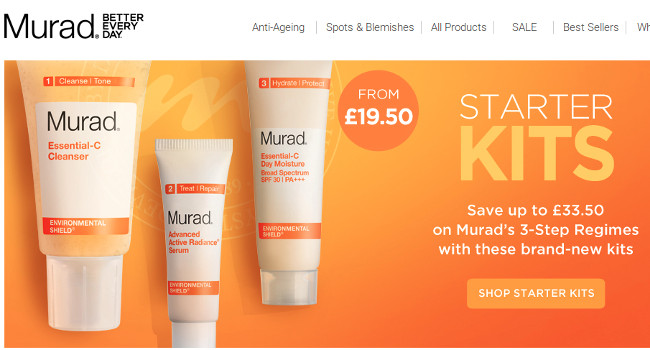 Murad. BETTER
EVERY
DAY.
Anti-Ageing
Spots & Blemishes
All Products
SALE
Best Sellers
Wh
1 Cleanse | Tone
Murad.
Essential-C
Cleanser
ENVIRONMENTAL
SHIELD®
2 Treat | Repair
Murad.
Advanced
Active Radiance®
Serum
ENVIRONMENTAL
SHIELD®
3 Hydrate | Protect
Murad.
Essential-C
Day Moisture
Broad Spectrum
SPF 30 | PA+++
ENVIRONMENTAL
SHIELD®
FROM
£19.50
STARTER
KITS
Save up to £33.50
on Murad's 3-Step Regimes
with these brand-new kits
SHOP STARTER KITS